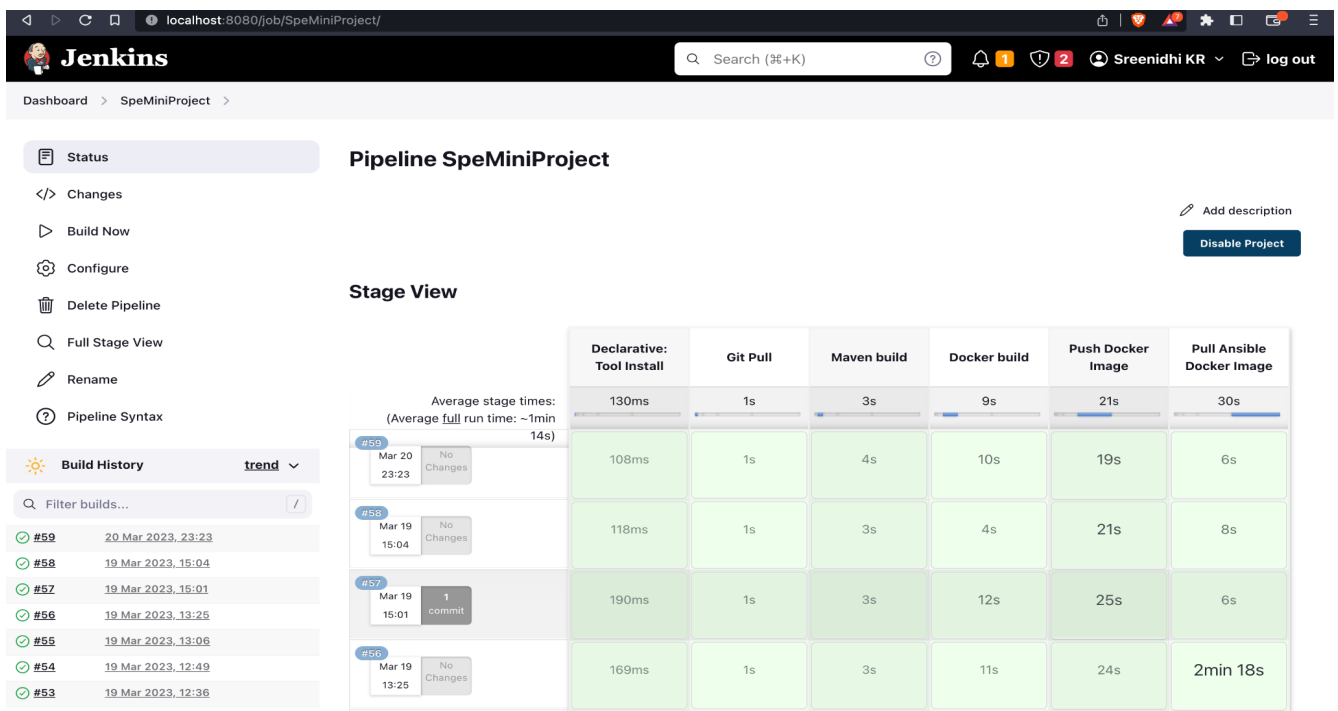 localhost:8080/job/SpeMiniProject/
7
Jenkins
Search (⌘+K)
?
1
2
Sreenidhi KR
log out
Dashboard > SpeMiniProject >
Status
</> Changes
Build Now
Configure
Delete Pipeline
Full Stage View
Rename
Pipeline Syntax
Build History
trend
Filter builds...
/
#59 20 Mar 2023, 23:23
#58 19 Mar 2023, 15:04
#57 19 Mar 2023, 15:01
#56 19 Mar 2023, 13:25
#55 19 Mar 2023, 13:06
#54 19 Mar 2023, 12:49
#53 19 Mar 2023, 12:36
Pipeline SpeMiniProject
Add description
Disable Project
Stage View
Declarative: Tool Install Git Pull Maven build Docker build Push Docker Image Pull Ansible Docker Image
Average stage times: 130ms 1s 3s 9s 21s 30s
(Average full run time: ~1min
14s)
#59
Mar 20 23:23 No Changes 108ms 1s 4s 10s 19s 6s
#58
Mar 19 15:04 No Changes 118ms 1s 3s 4s 21s 8s
#57
Mar 19 15:01 1 commit 190ms 1s 3s 12s 25s 6s
#56
Mar 19 13:25 No Changes 169ms 1s 3s 11s 24s 2min 18s